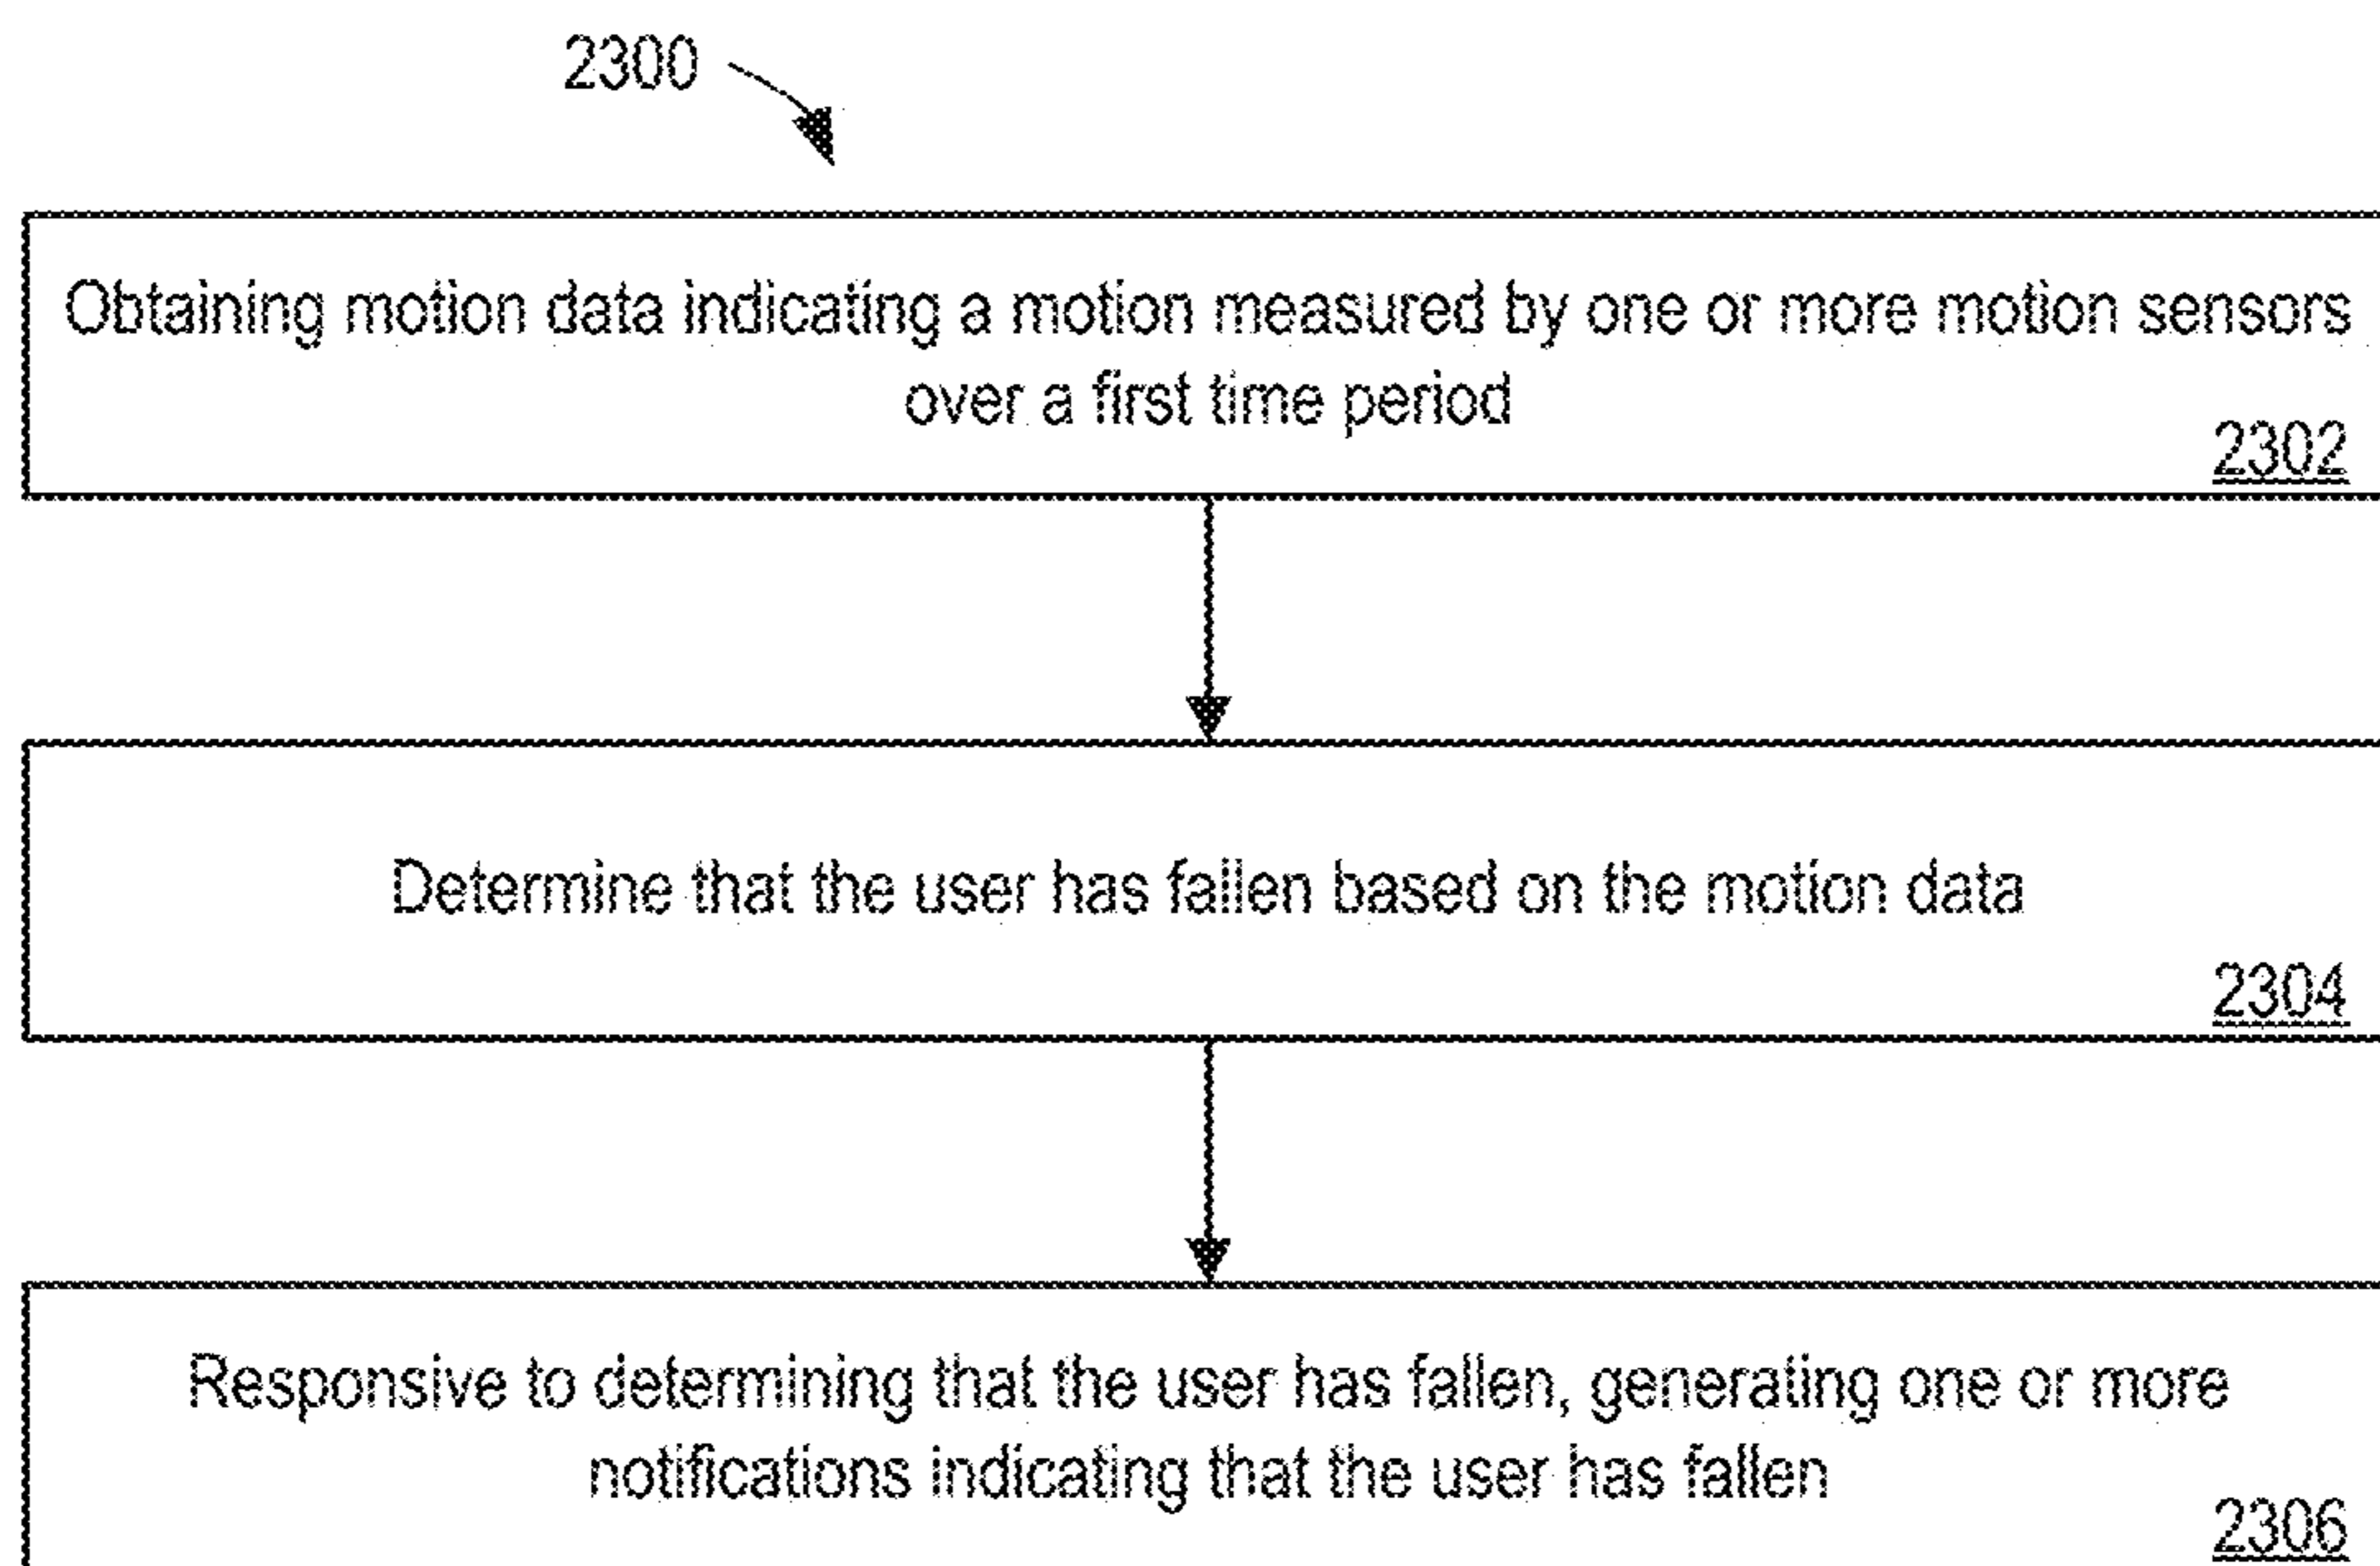 2300
Obtaining motion data indicating a motion measured by one or more motion sensors
over a first time period
2302
Determine that the user has fallen based on the motion data
2304
Responsive to determining that the user has fallen, generating one or more
notifications indicating that the user has fallen
2306